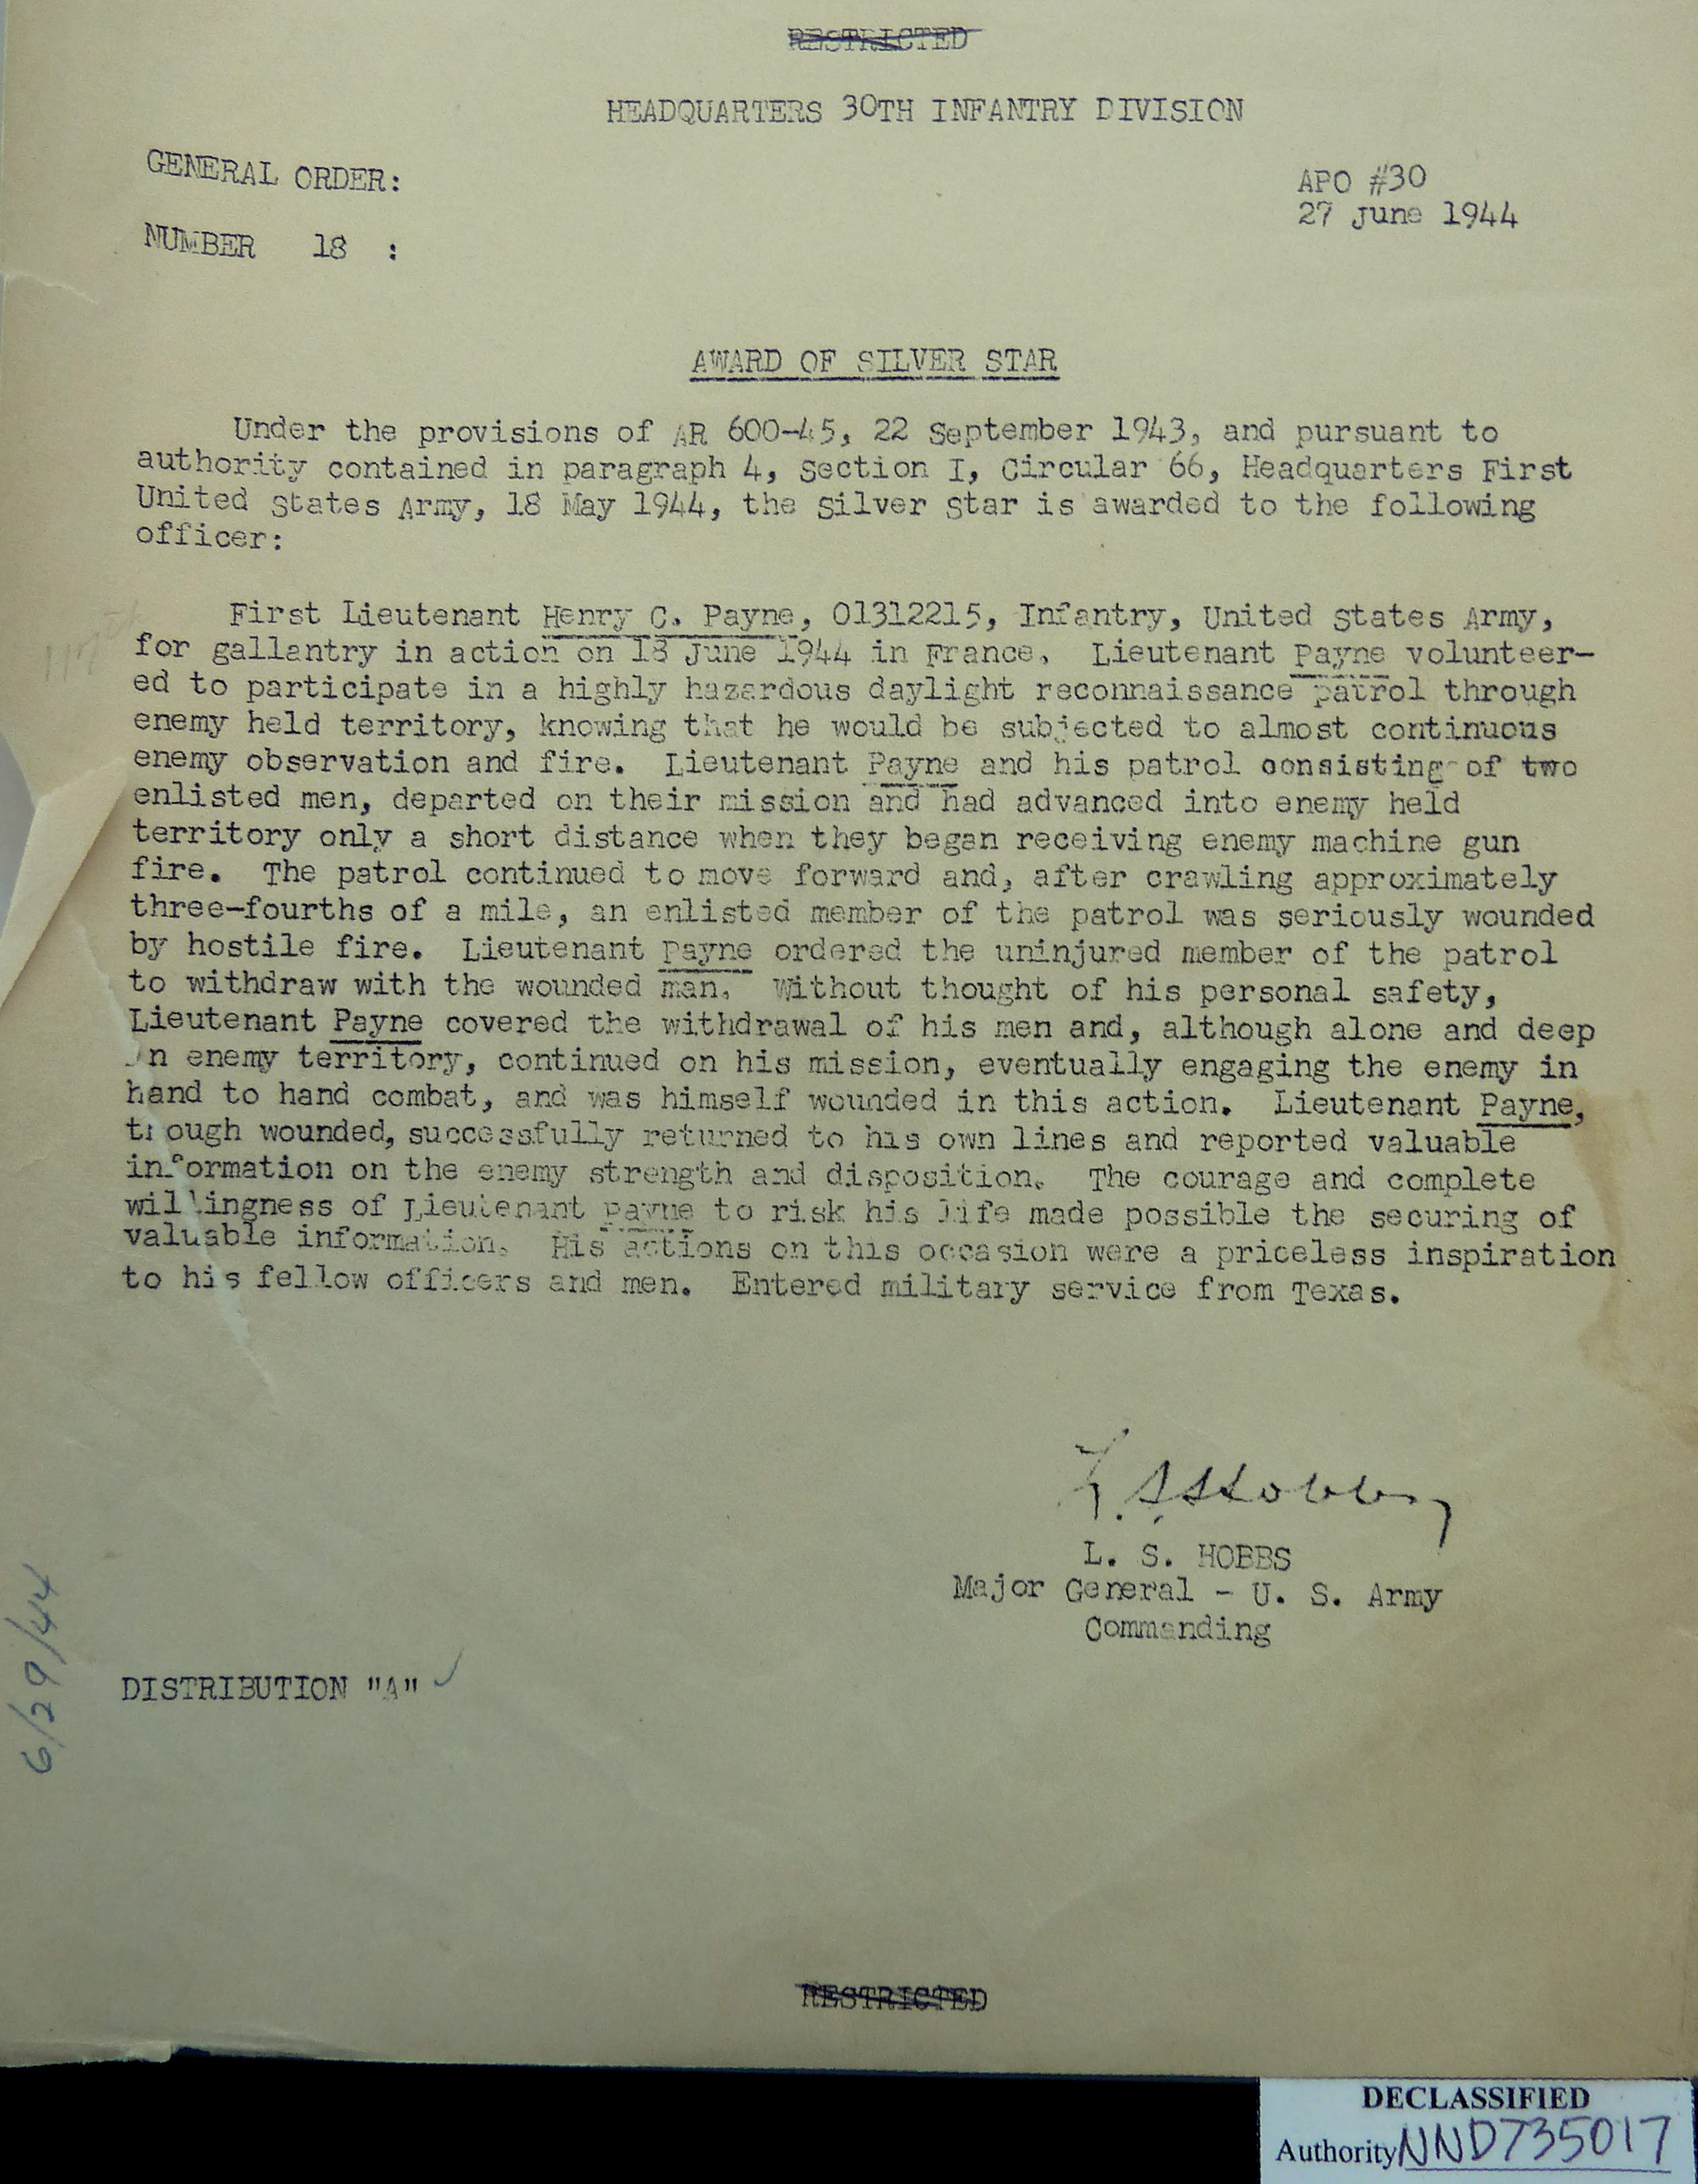 RESTRICTED
HEADQUARTERS 30TH INFANTRY DIVISION
GENERAL ORDER:
APO #30
27 June 1944
NUMBER 18 :
AWARD OF SILVER STAR
Under the provisions of AR 600-45, 22 September 1943, and pursuant to
authority contained in paragraph 4, Section I, Circular 66, Headquarters First
United States Army, 18 May 1944, the Silver Star is awarded to the following
officer:
First Lieutenant Henry C. Payne, 01312215, Infantry, United States Army,
for gallantry in action on 18 June 1944 in France. Lieutenant Payne volunteer-
ed to participate in a highly hazardous daylight reconnaissance patrol through
enemy held territory, knowing that he would be subjected to almost continuous
enemy observation and fire. Lieutenant Payne and his patrol consisting of two
enlisted men, departed on their mission and had advanced into enemy held
territory only a short distance when they began receiving enemy machine gun
fire. The patrol continued to move forward and, after crawling approximately
three-fourths of a mile, an enlisted member of the patrol was seriously wounded
by hostile fire. Lieutenant Payne ordered the uninjured member of the patrol
to withdraw with the wounded man. Without thought of his personal safety,
Lieutenant Payne covered the withdrawal of his men and, although alone and deep
in enemy territory, continued on his mission, eventually engaging the enemy in
hand to hand combat, and was himself wounded in this action. Lieutenant Payne,
though wounded, successfully returned to his own lines and reported valuable
information on the enemy strength and disposition. The courage and complete
willingness of Lieutenant Payne to risk his life made possible the securing of
valuable information. His actions on this occasion were a priceless inspiration
to his fellow officers and men. Entered military service from Texas.
L. S. Hobbs
L. S. HOBBS
Major General - U. S. Army
Commanding
6/29/44
DISTRIBUTION "A"
RESTRICTED
DECLASSIFIED
Authority NND735017